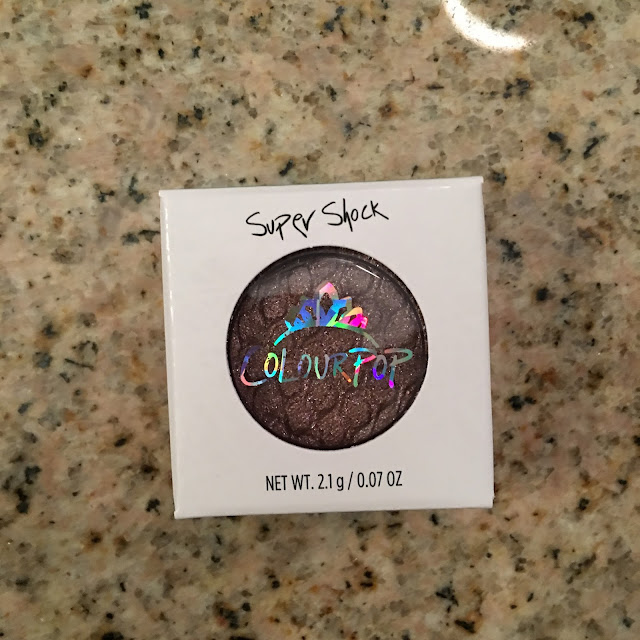 Super Shock
COLOURPOP
NET WT. 2.1 g / 0.07 OZ